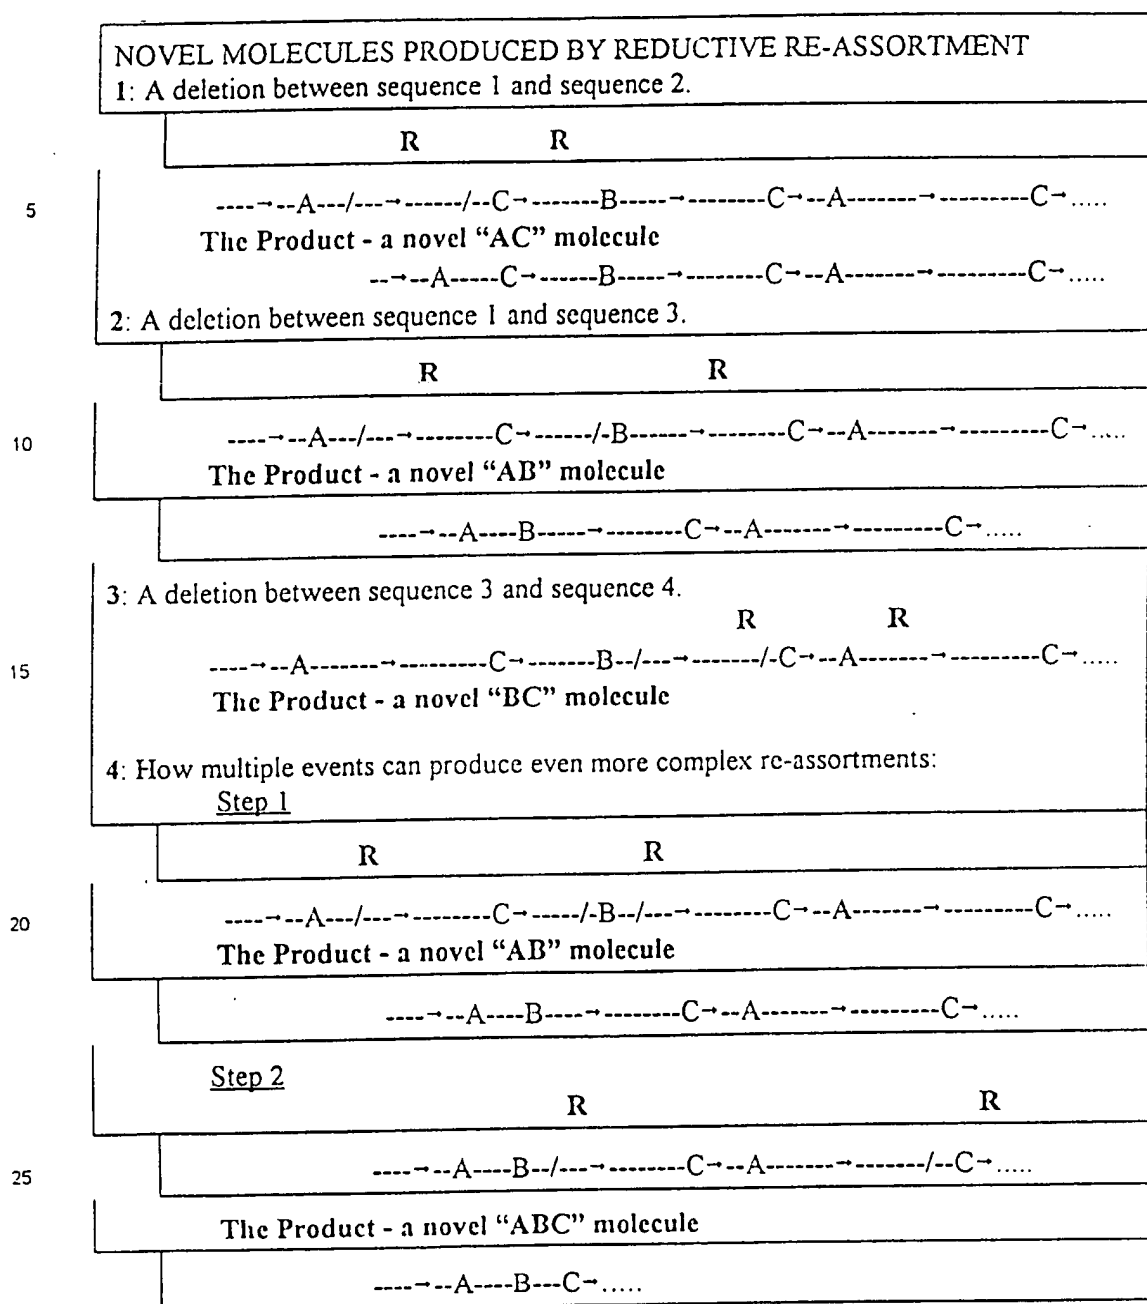 NOVEL MOLECULES PRODUCED BY REDUCTIVE RE-ASSORTMENT
1: A deletion between sequence 1 and sequence 2.
R R
5 ----→--A---/---→------/--C→-------B-----→--------C→--A-------→---------C→.....
The Product - a novel “AC” molecule
--→--A-----C→------B-----→--------C→--A-------→---------C→.....
2: A deletion between sequence 1 and sequence 3.
R R
10 ----→--A---/---→--------C→------/-B------→--------C→--A-------→---------C→.....
The Product - a novel “AB” molecule
----→--A----B-----→--------C→--A-------→---------C→.....
3: A deletion between sequence 3 and sequence 4.
R R
15 ----→--A-------→---------C→-------B--/---→-------/-C→--A-------→---------C→.....
The Product - a novel “BC” molecule
4: How multiple events can produce even more complex re-assortments:
Step 1
R R
20 ----→--A---/---→--------C→-----/-B--/---→--------C→--A-------→---------C→.....
The Product - a novel “AB” molecule
----→--A----B----→--------C→--A-------→---------C→.....
Step 2
R R
25 ----→--A----B--/---→--------C→--A-------→-------/--C→.....
The Product - a novel “ABC” molecule
----→--A----B---C→.....